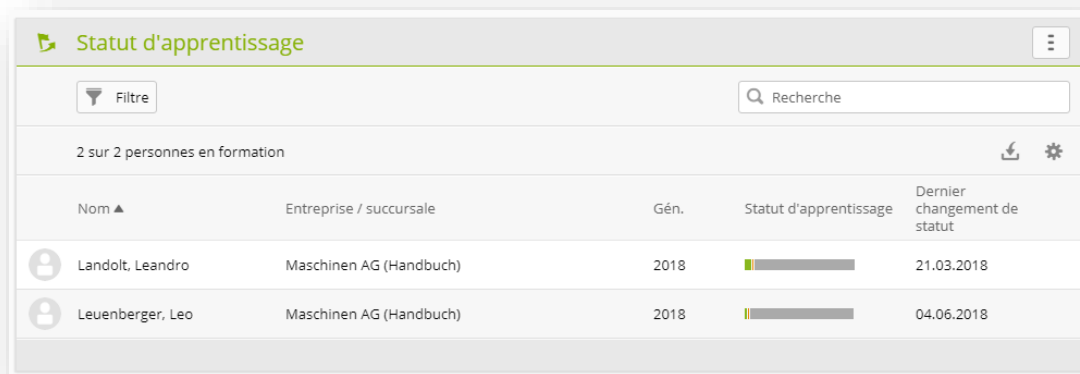 Statut d'apprentissage
Filtre
Recherche
2 sur 2 personnes en formation
Nom ▲ Entreprise / succursale Gén. Statut d'apprentissage Dernier changement de statut
Landolt, Leandro Maschinen AG (Handbuch) 2018 21.03.2018
Leuenberger, Leo Maschinen AG (Handbuch) 2018 04.06.2018